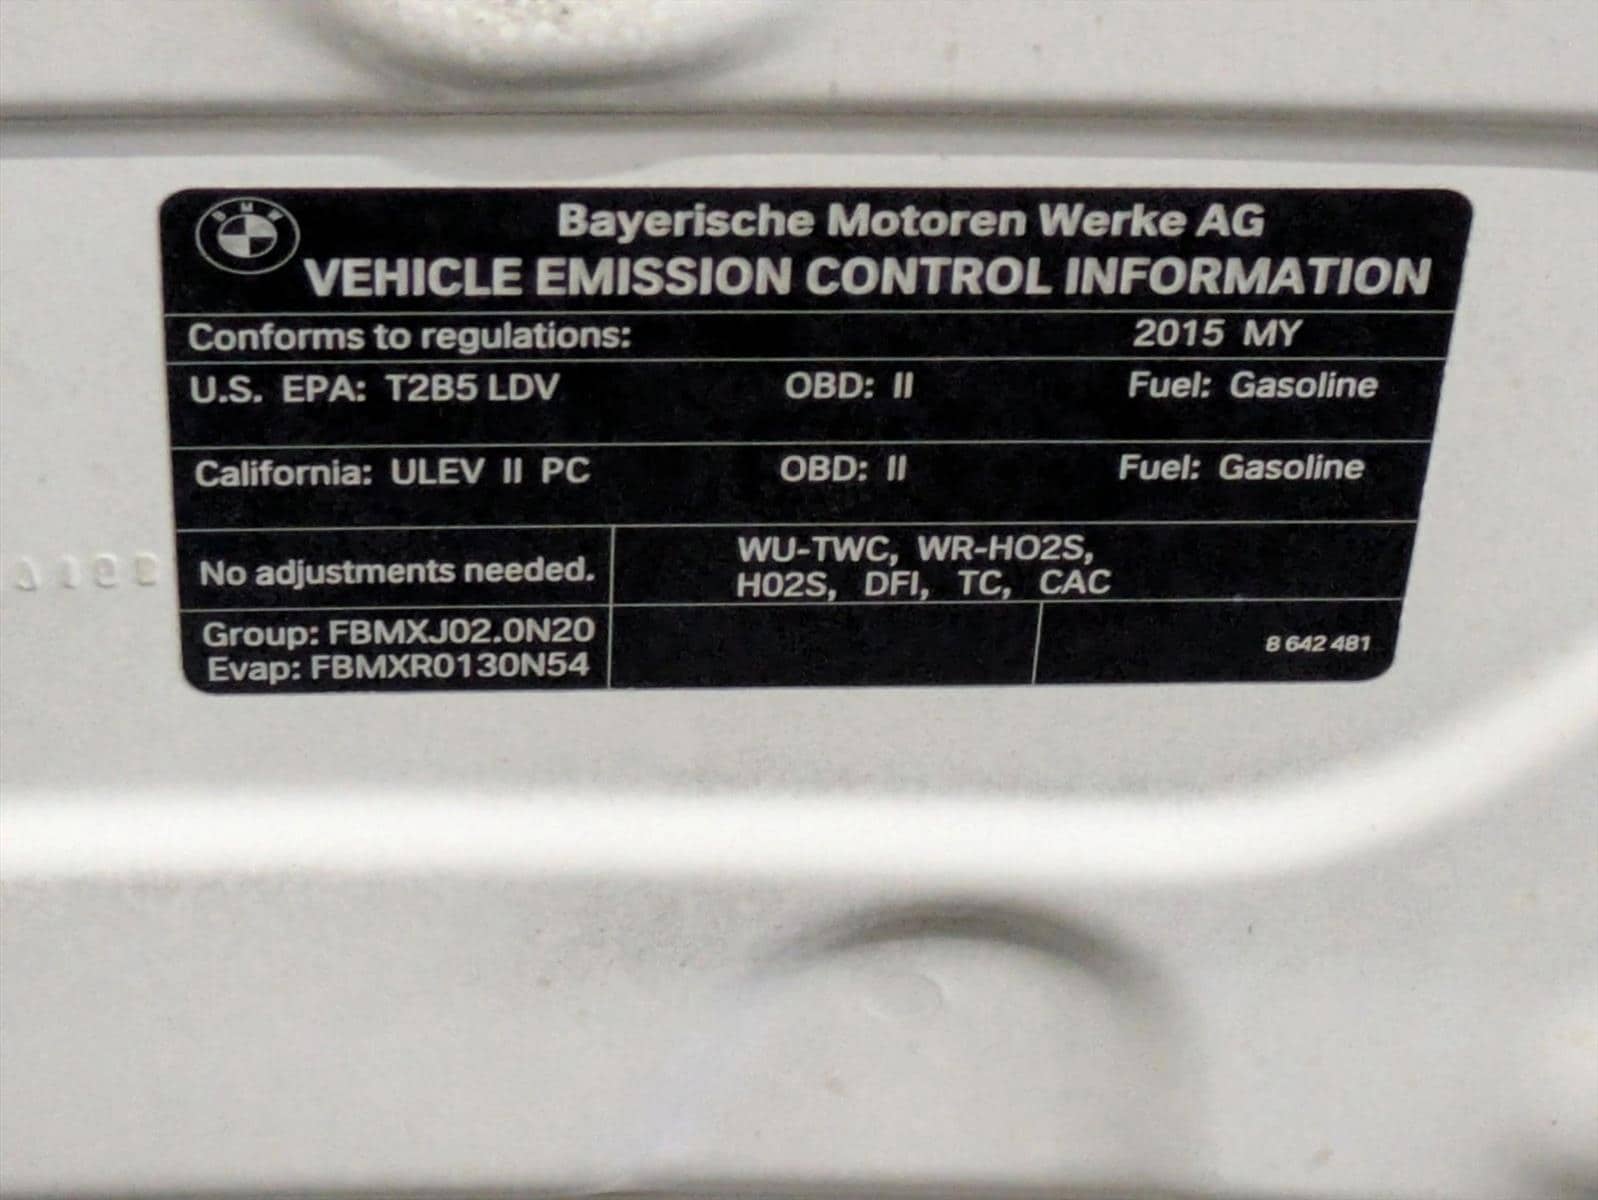 BMW
Bayerische Motoren Werke AG
VEHICLE EMISSION CONTROL INFORMATION
Conforms to regulations: 2015 MY
U.S. EPA: T2B5 LDV OBD: II Fuel: Gasoline
California: ULEV II PC OBD: II Fuel: Gasoline
No adjustments needed.
WU-TWC, WR-HO2S,
H02S, DFI, TC, CAC
Group: FBMXJ02.0N20
Evap: FBMXR0130N54
8 642 481